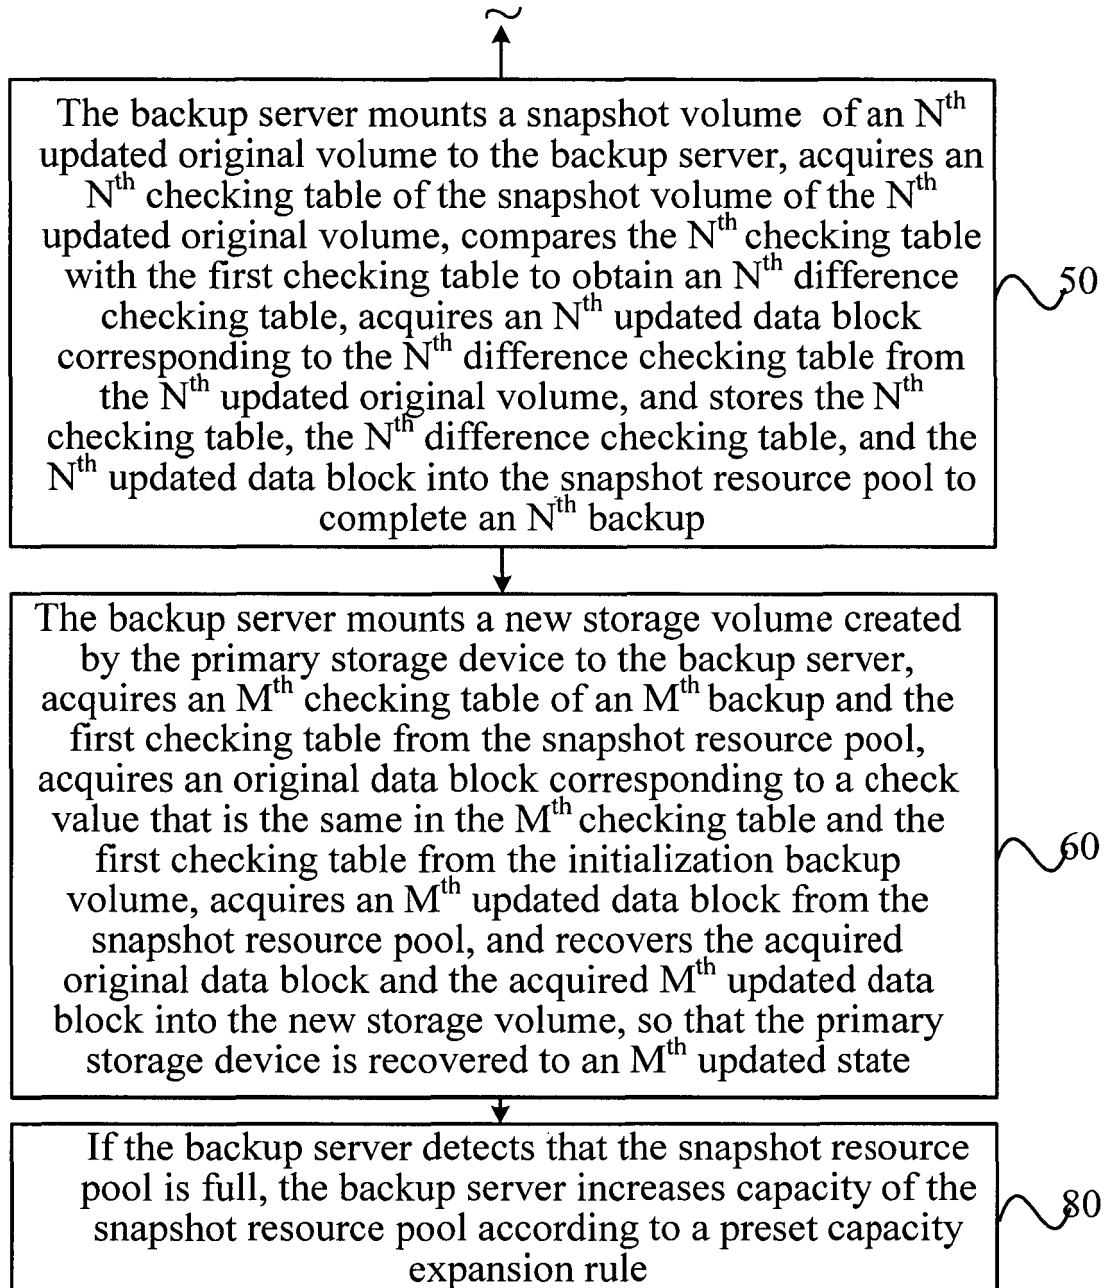 ~
The backup server mounts a snapshot volume of an Nth
updated original volume to the backup server, acquires an
Nth checking table of the snapshot volume of the Nth
updated original volume, compares the Nth checking table
with the first checking table to obtain an Nth difference
checking table, acquires an Nth updated data block
corresponding to the Nth difference checking table from
the Nth updated original volume, and stores the Nth
checking table, the Nth difference checking table, and the
Nth updated data block into the snapshot resource pool to
complete an Nth backup
50
The backup server mounts a new storage volume created
by the primary storage device to the backup server,
acquires an Mth checking table of an Mth backup and the
first checking table from the snapshot resource pool,
acquires an original data block corresponding to a check
value that is the same in the Mth checking table and the
first checking table from the initialization backup
volume, acquires an Mth updated data block from the
snapshot resource pool, and recovers the acquired
original data block and the acquired Mth updated data
block into the new storage volume, so that the primary
storage device is recovered to an Mth updated state
60
If the backup server detects that the snapshot resource
pool is full, the backup server increases capacity of the
snapshot resource pool according to a preset capacity
expansion rule
80